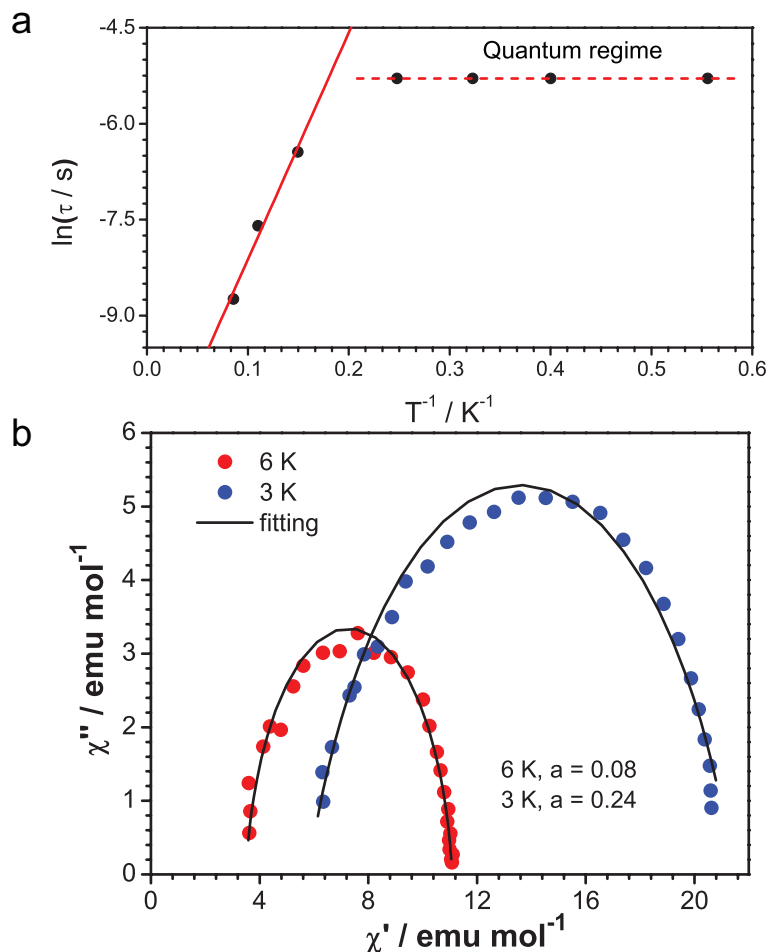 a
-4.5
-6.0
-7.5
-9.0
ln(τ / s)
Quantum regime
0.0 0.1 0.2 0.3 0.4 0.5 0.6
T⁻¹ / K⁻¹
b
6
5
4
3
2
1
0
χ'' / emu mol⁻¹
6 K
3 K
fitting
6 K, a = 0.08
3 K, a = 0.24
4 8 12 16 20
χ' / emu mol⁻¹